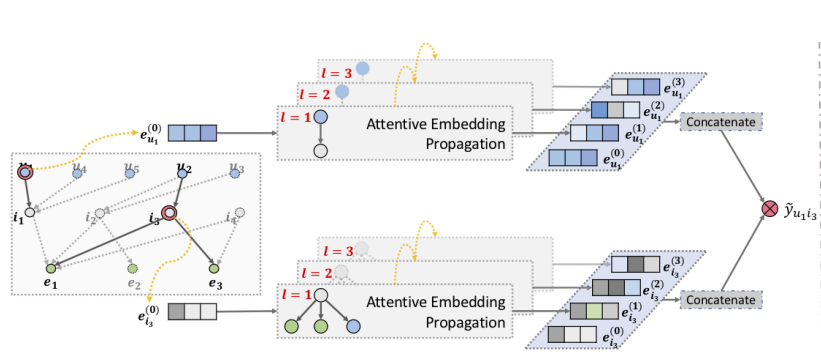 l = 3
l = 2
l = 1
Attentive Embedding
Propagation
e_{u_1}^{(0)}
e_{u_1}^{(3)}
e_{u_1}^{(2)}
e_{u_1}^{(1)}
e_{u_1}^{(0)}
Concatenate
u_4 u_5 u_2 u_3
i_1 i_2 i_3 i_4
e_1 e_2 e_3
ỹ_{u_1 i_3}
e_{i_3}^{(0)}
l = 3
l = 2
l = 1
Attentive Embedding
Propagation
e_{i_3}^{(3)}
e_{i_3}^{(2)}
e_{i_3}^{(1)}
e_{i_3}^{(0)}
Concatenate